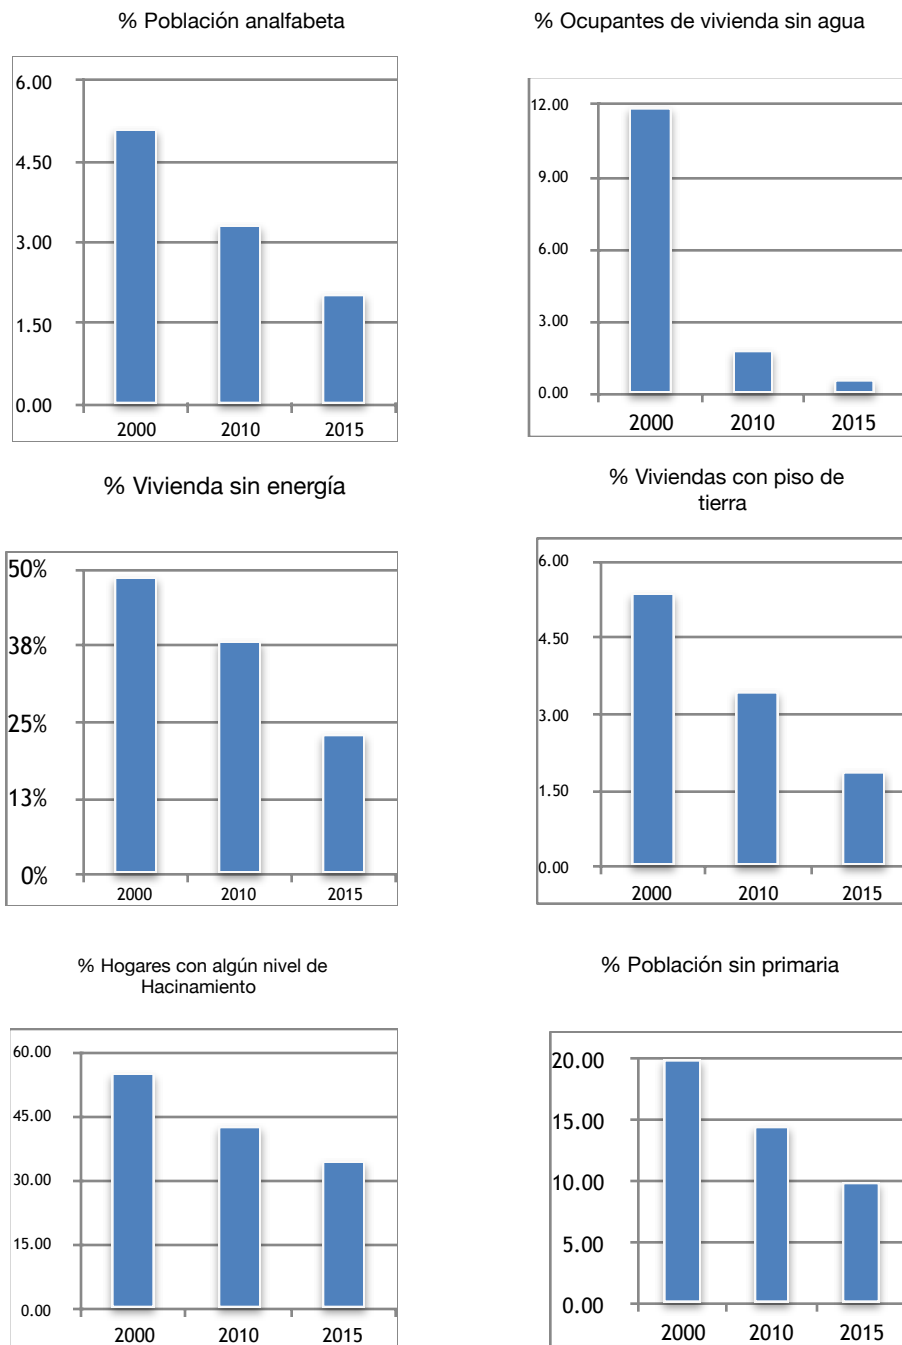 % Población analfabeta
6.00
4.50
3.00
1.50
0.00
2000 2010 2015
% Ocupantes de vivienda sin agua
12.00
9.00
6.00
3.00
0.00
2000 2010 2015
% Vivienda sin energía
50%
38%
25%
13%
0%
2000 2010 2015
% Viviendas con piso de
tierra
6.00
4.50
3.00
1.50
0.00
2000 2010 2015
% Hogares con algún nivel de
Hacinamiento
60.00
45.00
30.00
15.00
0.00
2000 2010 2015
% Población sin primaria
20.00
15.00
10.00
5.00
0.00
2000 2010 2015